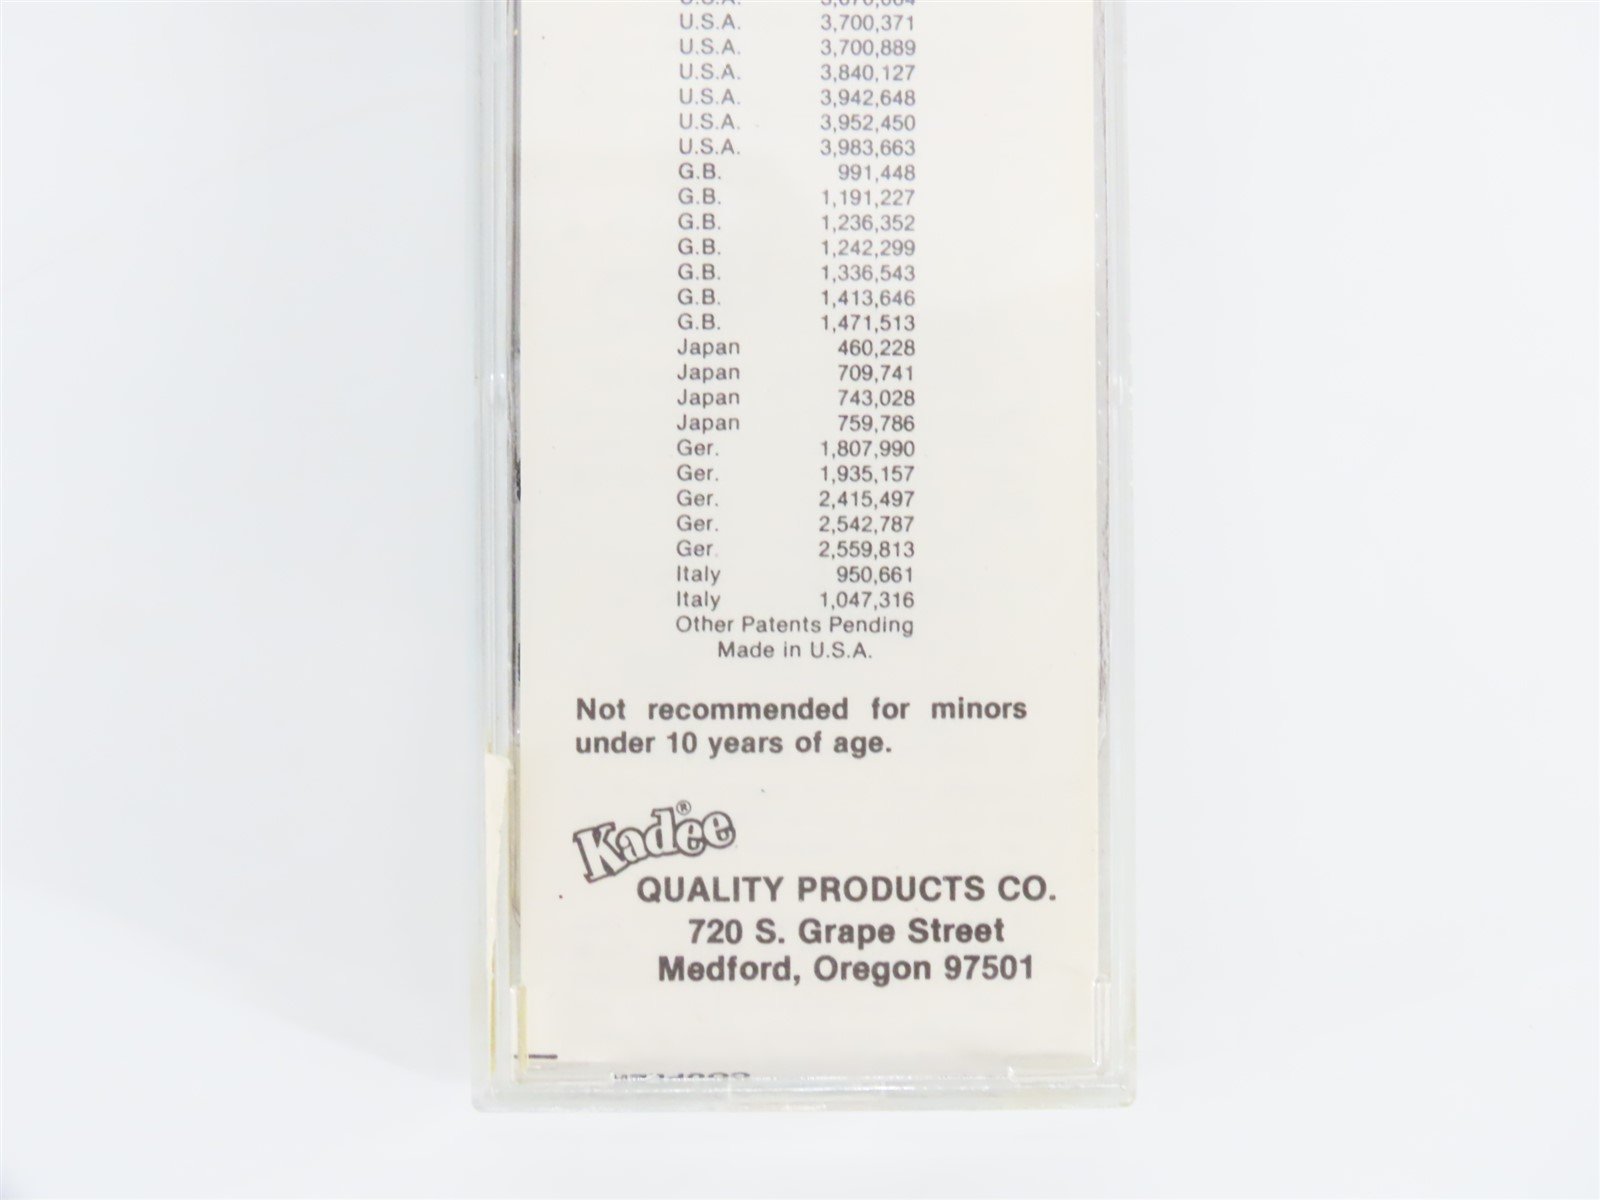 U.S.A. 3,700,371
U.S.A. 3,700,889
U.S.A. 3,840,127
U.S.A. 3,942,648
U.S.A. 3,952,450
U.S.A. 3,983,663
G.B. 991,448
G.B. 1,191,227
G.B. 1,236,352
G.B. 1,242,299
G.B. 1,336,543
G.B. 1,413,646
G.B. 1,471,513
Japan 460,228
Japan 709,741
Japan 743,028
Japan 759,786
Ger. 1,807,990
Ger. 1,935,157
Ger. 2,415,497
Ger. 2,542,787
Ger. 2,559,813
Italy 950,661
Italy 1,047,316
Other Patents Pending
Made in U.S.A.
Not recommended for minors
under 10 years of age.
Kadee®
QUALITY PRODUCTS CO.
720 S. Grape Street
Medford, Oregon 97501